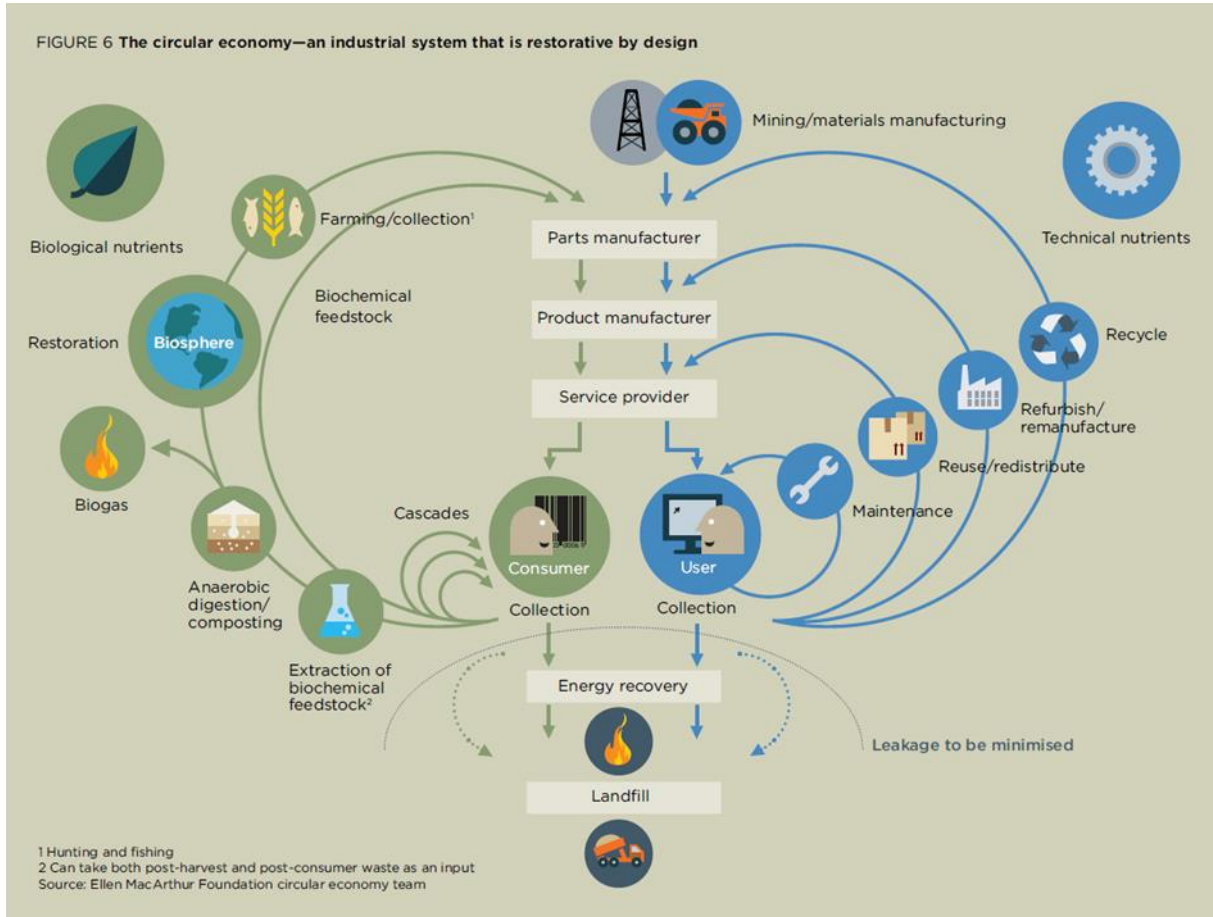 FIGURE 6 The circular economy—an industrial system that is restorative by design
Mining/materials manufacturing
Biological nutrients
Farming/collection¹
Parts manufacturer
Technical nutrients
Biochemical
feedstock
Product manufacturer
Restoration
Biosphere
Recycle
Service provider
Refurbish/
remanufacture
Reuse/redistribute
Biogas
Cascades
Maintenance
Consumer
User
Anaerobic
digestion/
composting
Collection
Collection
Extraction of
biochemical
feedstock²
Energy recovery
Leakage to be minimised
Landfill
1 Hunting and fishing
2 Can take both post-harvest and post-consumer waste as an input
Source: Ellen MacArthur Foundation circular economy team